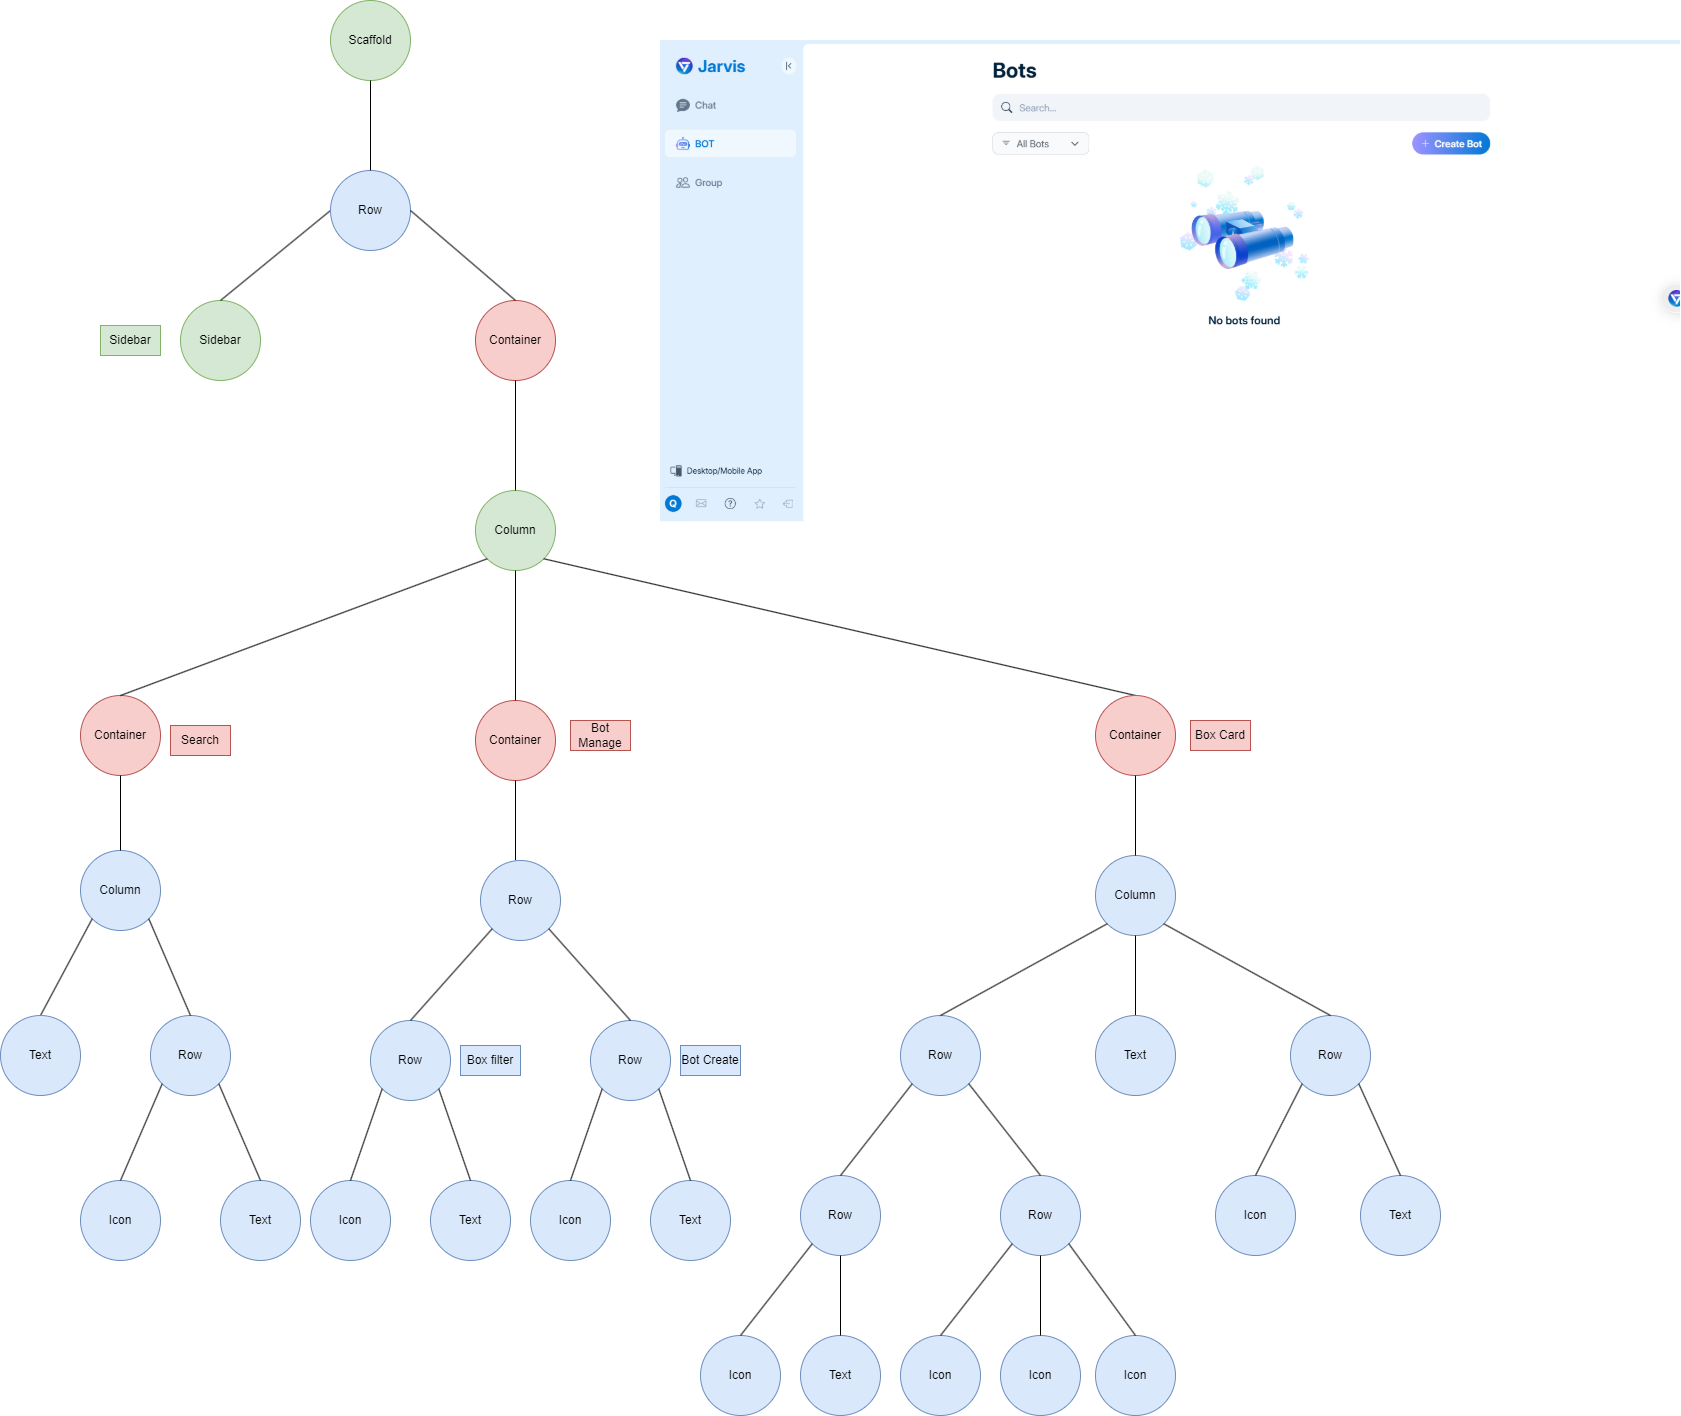 Scaffold
Row
Sidebar
Sidebar
Container
Column
Jarvis
Chat
BOT
Group
Desktop/Mobile App
Q
Bots
Search...
All Bots
+ Create Bot
No bots found
Container
Search
Container
Bot
Manage
Container
Box Card
Column
Row
Column
Text
Row
Row
Box filter
Row
Bot Create
Row
Text
Row
Icon
Text
Icon
Text
Icon
Text
Row
Row
Icon
Text
Icon
Text
Icon
Icon
Icon